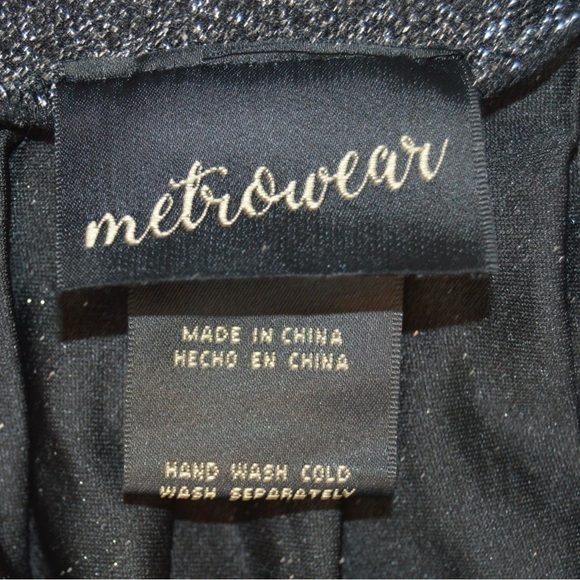 metrowear
MADE IN CHINA
HECHO EN CHINA
HAND WASH COLD
WASH SEPARATELY